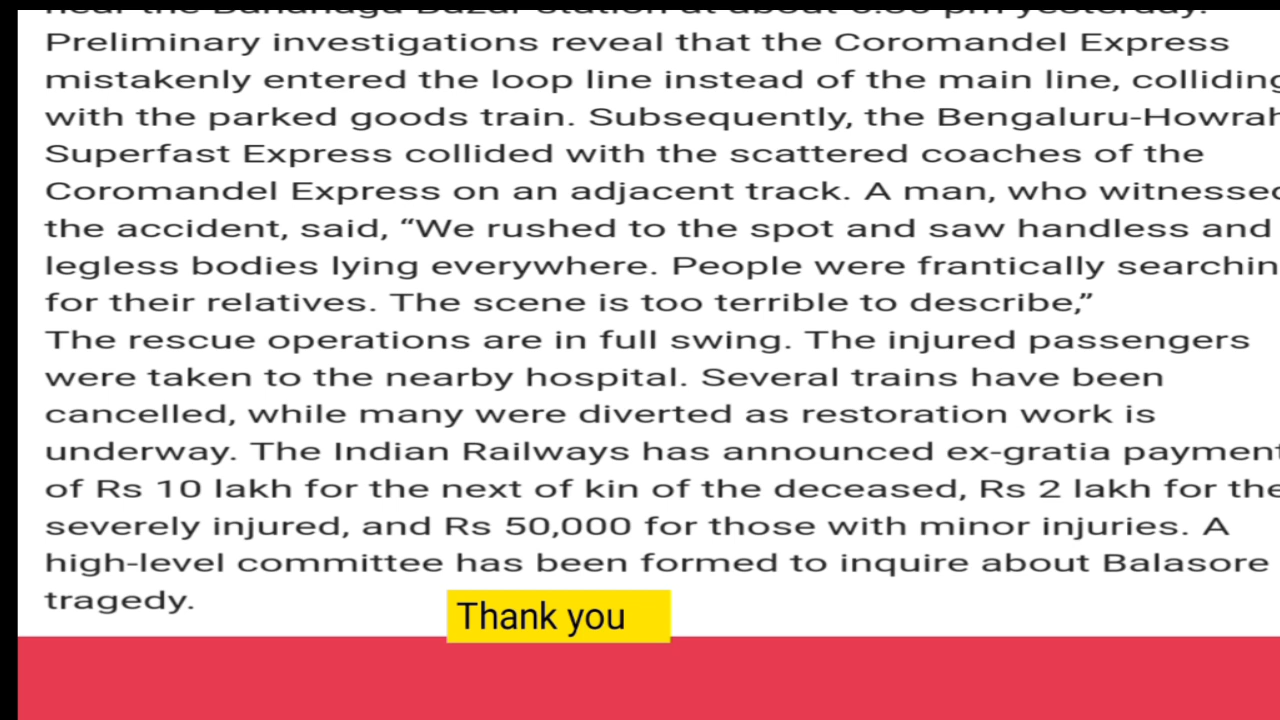 Preliminary investigations reveal that the Coromandel Express
mistakenly entered the loop line instead of the main line, colliding
with the parked goods train. Subsequently, the Bengaluru-Howrah
Superfast Express collided with the scattered coaches of the
Coromandel Express on an adjacent track. A man, who witnessed
the accident, said, “We rushed to the spot and saw handless and
legless bodies lying everywhere. People were frantically searchin
for their relatives. The scene is too terrible to describe,”
The rescue operations are in full swing. The injured passengers
were taken to the nearby hospital. Several trains have been
cancelled, while many were diverted as restoration work is
underway. The Indian Railways has announced ex-gratia payment
of Rs 10 lakh for the next of kin of the deceased, Rs 2 lakh for the
severely injured, and Rs 50,000 for those with minor injuries. A
high-level committee has been formed to inquire about Balasore
tragedy.
Thank you